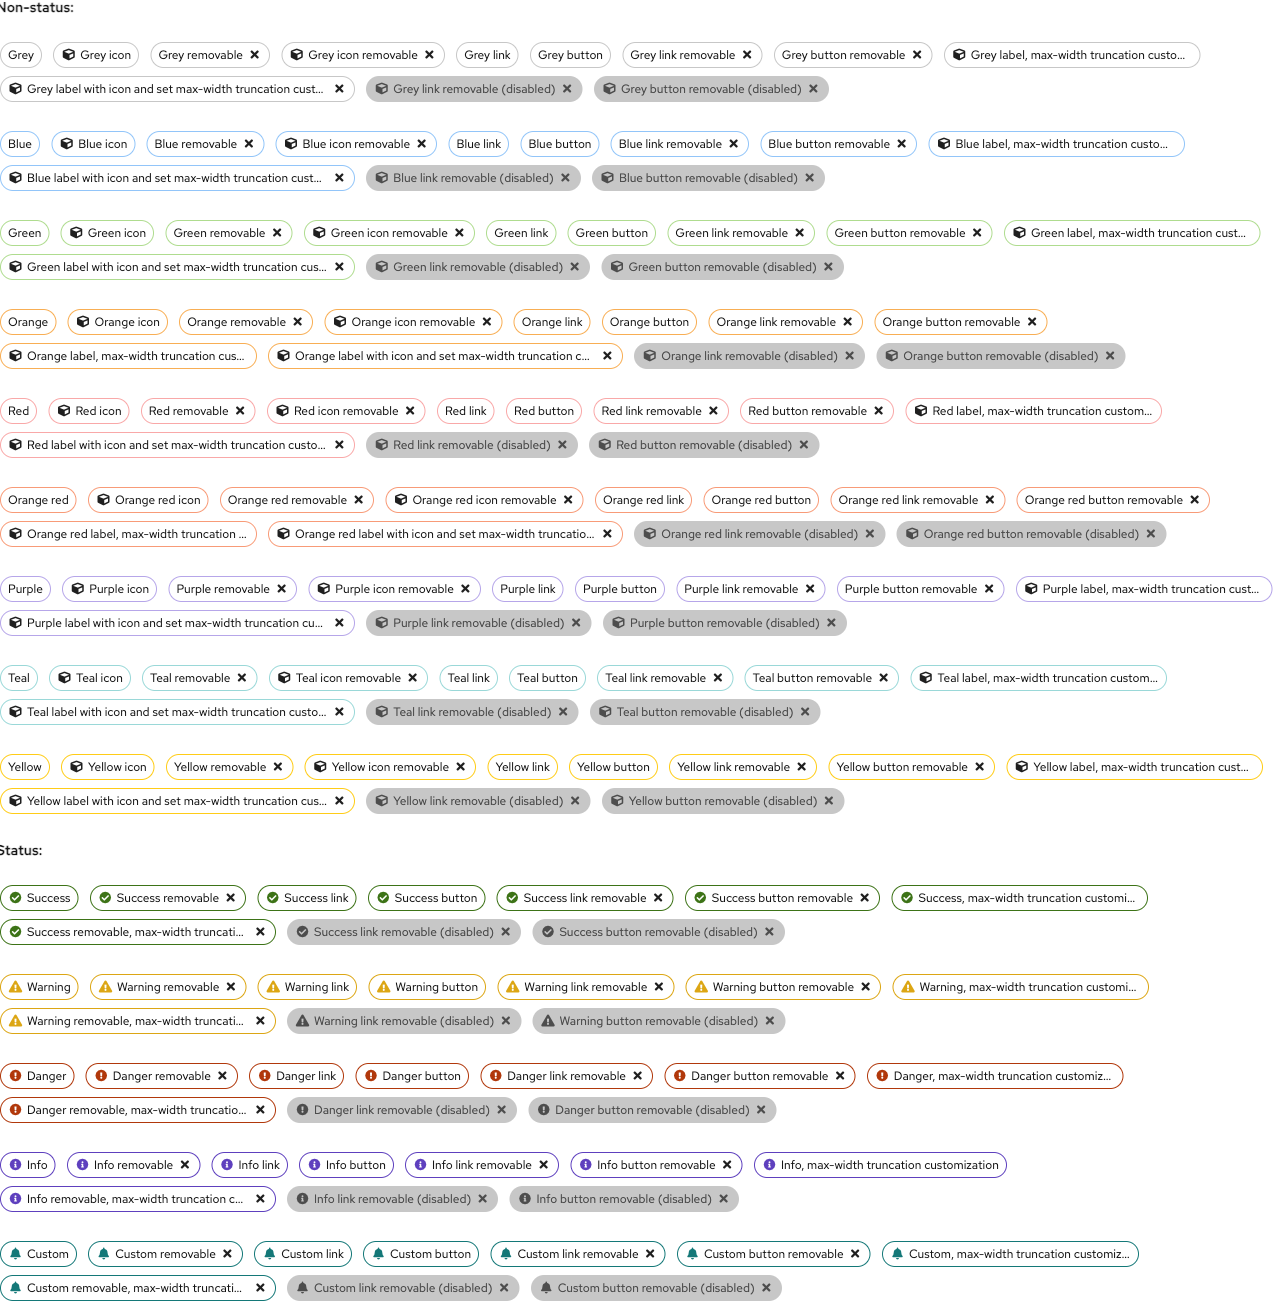 Non-status:
Grey Grey icon Grey removable Grey icon removable Grey link Grey button Grey link removable Grey button removable Grey label, max-width truncation custo...
Grey label with icon and set max-width truncation cust... Grey link removable (disabled) Grey button removable (disabled)
Blue Blue icon Blue removable Blue icon removable Blue link Blue button Blue link removable Blue button removable Blue label, max-width truncation custo...
Blue label with icon and set max-width truncation cust... Blue link removable (disabled) Blue button removable (disabled)
Green Green icon Green removable Green icon removable Green link Green button Green link removable Green button removable Green label, max-width truncation cust...
Green label with icon and set max-width truncation cus... Green link removable (disabled) Green button removable (disabled)
Orange Orange icon Orange removable Orange icon removable Orange link Orange button Orange link removable Orange button removable
Orange label, max-width truncation cus... Orange label with icon and set max-width truncation c... Orange link removable (disabled) Orange button removable (disabled)
Red Red icon Red removable Red icon removable Red link Red button Red link removable Red button removable Red label, max-width truncation custom...
Red label with icon and set max-width truncation custo... Red link removable (disabled) Red button removable (disabled)
Orange red Orange red icon Orange red removable Orange red icon removable Orange red link Orange red button Orange red link removable Orange red button removable
Orange red label, max-width truncation ... Orange red label with icon and set max-width truncatio... Orange red link removable (disabled) Orange red button removable (disabled)
Purple Purple icon Purple removable Purple icon removable Purple link Purple button Purple link removable Purple button removable Purple label, max-width truncation cust...
Purple label with icon and set max-width truncation cu... Purple link removable (disabled) Purple button removable (disabled)
Teal Teal icon Teal removable Teal icon removable Teal link Teal button Teal link removable Teal button removable Teal label, max-width truncation custom...
Teal label with icon and set max-width truncation custo... Teal link removable (disabled) Teal button removable (disabled)
Yellow Yellow icon Yellow removable Yellow icon removable Yellow link Yellow button Yellow link removable Yellow button removable Yellow label, max-width truncation cust...
Yellow label with icon and set max-width truncation cus... Yellow link removable (disabled) Yellow button removable (disabled)
Status:
Success Success removable Success link Success button Success link removable Success button removable Success, max-width truncation customi...
Success removable, max-width truncati... Success link removable (disabled) Success button removable (disabled)
Warning Warning removable Warning link Warning button Warning link removable Warning button removable Warning, max-width truncation customi...
Warning removable, max-width truncati... Warning link removable (disabled) Warning button removable (disabled)
Danger Danger removable Danger link Danger button Danger link removable Danger button removable Danger, max-width truncation customiz...
Danger removable, max-width truncatio... Danger link removable (disabled) Danger button removable (disabled)
Info Info removable Info link Info button Info link removable Info button removable Info, max-width truncation customization
Info removable, max-width truncation c... Info link removable (disabled) Info button removable (disabled)
Custom Custom removable Custom link Custom button Custom link removable Custom button removable Custom, max-width truncation customiz...
Custom removable, max-width truncati... Custom link removable (disabled) Custom button removable (disabled)